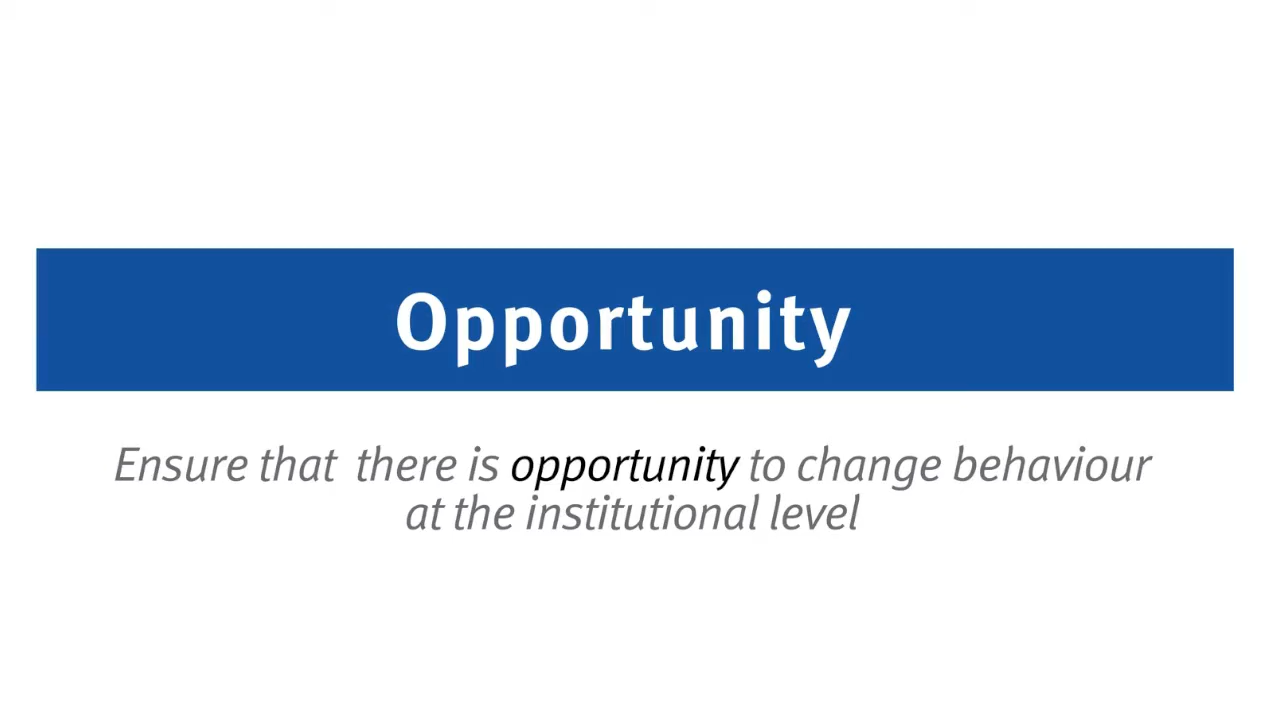 Opportunity
Ensure that there is opportunity to change behaviour
at the institutional level